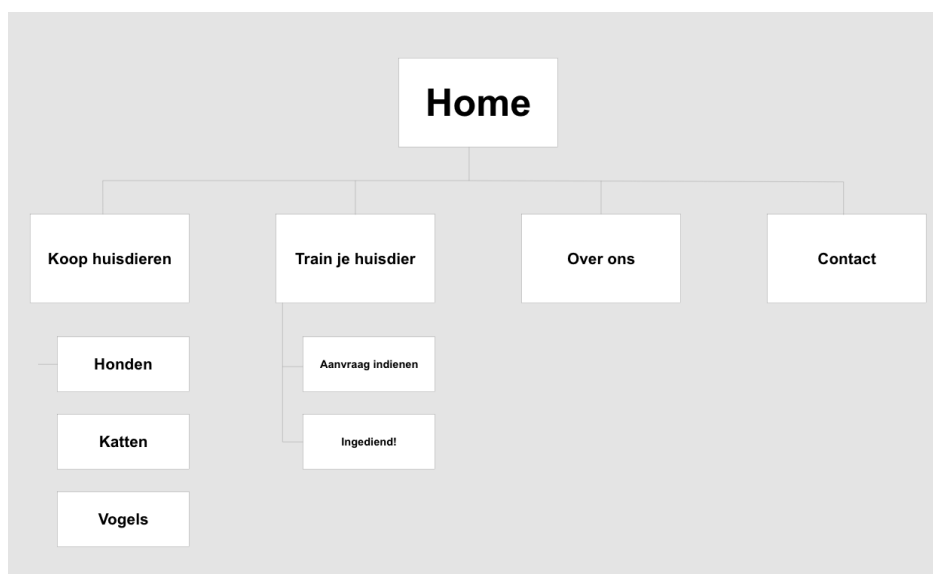 Home
Koop huisdieren
Train je huisdier
Over ons
Contact
Honden
Aanvraag indienen
Katten
Ingediend!
Vogels